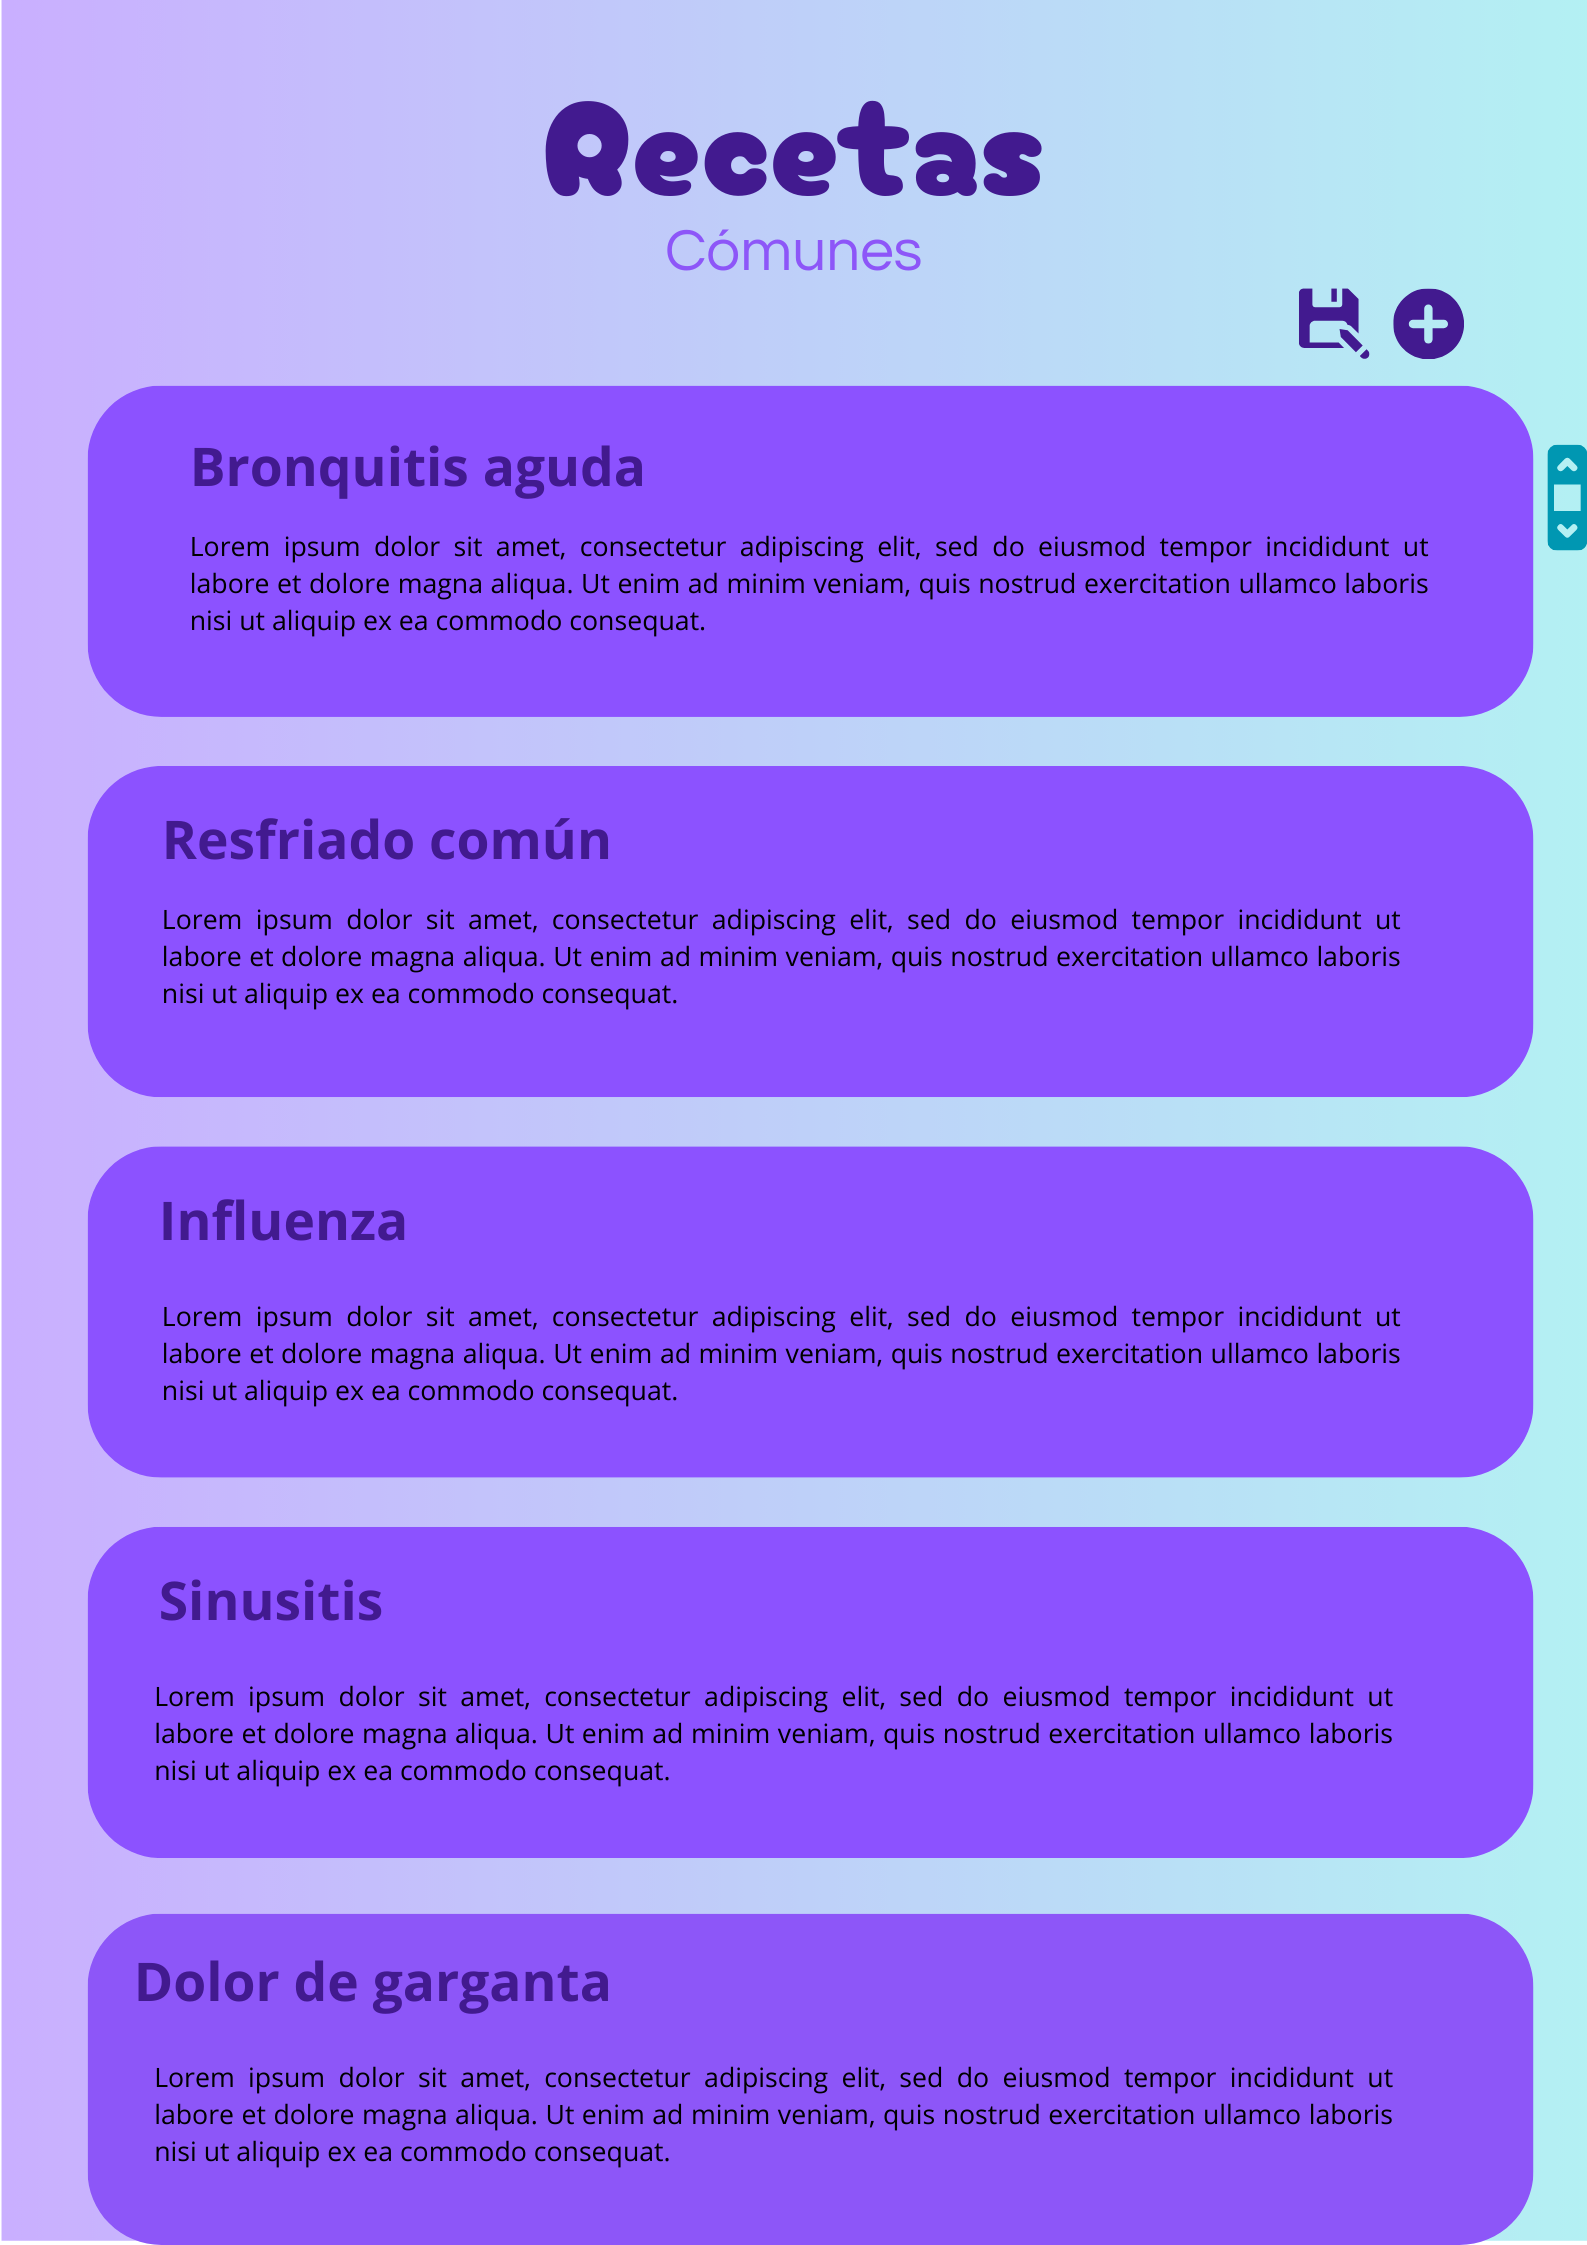 Recetas
Cómunes
Bronquitis aguda
Lorem ipsum dolor sit amet, consectetur adipiscing elit, sed do eiusmod tempor incididunt ut
labore et dolore magna aliqua. Ut enim ad minim veniam, quis nostrud exercitation ullamco laboris
nisi ut aliquip ex ea commodo consequat.
Resfriado común
Lorem ipsum dolor sit amet, consectetur adipiscing elit, sed do eiusmod tempor incididunt ut
labore et dolore magna aliqua. Ut enim ad minim veniam, quis nostrud exercitation ullamco laboris
nisi ut aliquip ex ea commodo consequat.
Influenza
Lorem ipsum dolor sit amet, consectetur adipiscing elit, sed do eiusmod tempor incididunt ut
labore et dolore magna aliqua. Ut enim ad minim veniam, quis nostrud exercitation ullamco laboris
nisi ut aliquip ex ea commodo consequat.
Sinusitis
Lorem ipsum dolor sit amet, consectetur adipiscing elit, sed do eiusmod tempor incididunt ut
labore et dolore magna aliqua. Ut enim ad minim veniam, quis nostrud exercitation ullamco laboris
nisi ut aliquip ex ea commodo consequat.
Dolor de garganta
Lorem ipsum dolor sit amet, consectetur adipiscing elit, sed do eiusmod tempor incididunt ut
labore et dolore magna aliqua. Ut enim ad minim veniam, quis nostrud exercitation ullamco laboris
nisi ut aliquip ex ea commodo consequat.